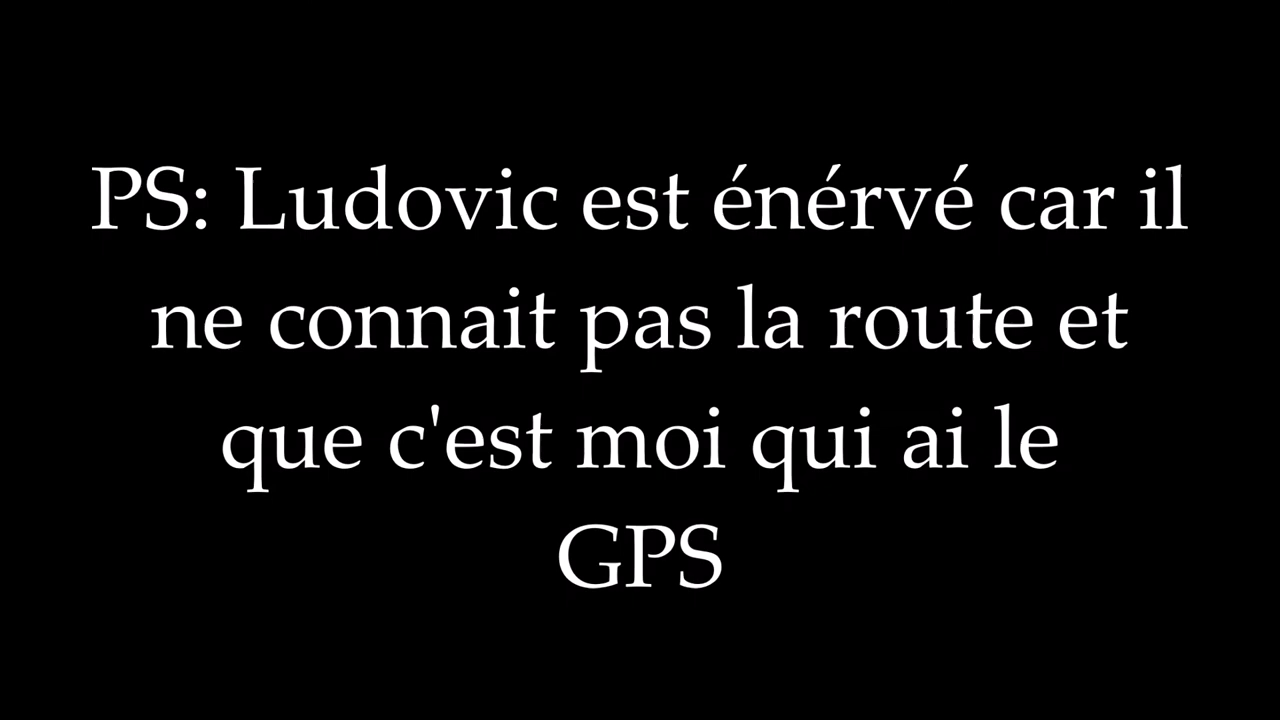 PS: Ludovic est énérvé car il
ne connait pas la route et
que c'est moi qui ai le
GPS